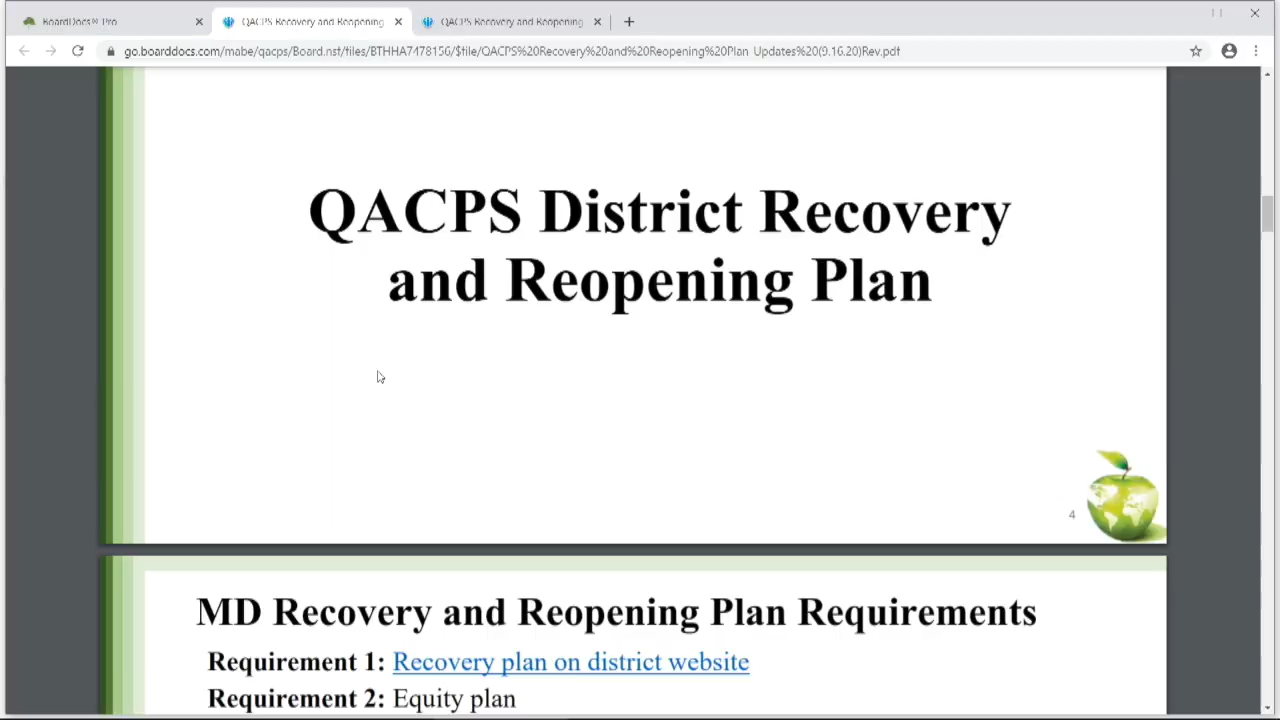 BoardDocs® Pro
QACPS Recovery and Reopening
QACPS Recovery and Reopening
go.boarddocs.com/mabe/qacps/Board.nsf/files/BTHHA7478156/$file/QACPS%20Recovery%20and%20Reopening%20Plan Updates%20(9.16.20)Rev.pdf
QACPS District Recovery
and Reopening Plan
4
MD Recovery and Reopening Plan Requirements
Requirement 1: Recovery plan on district website
Requirement 2: Equity plan